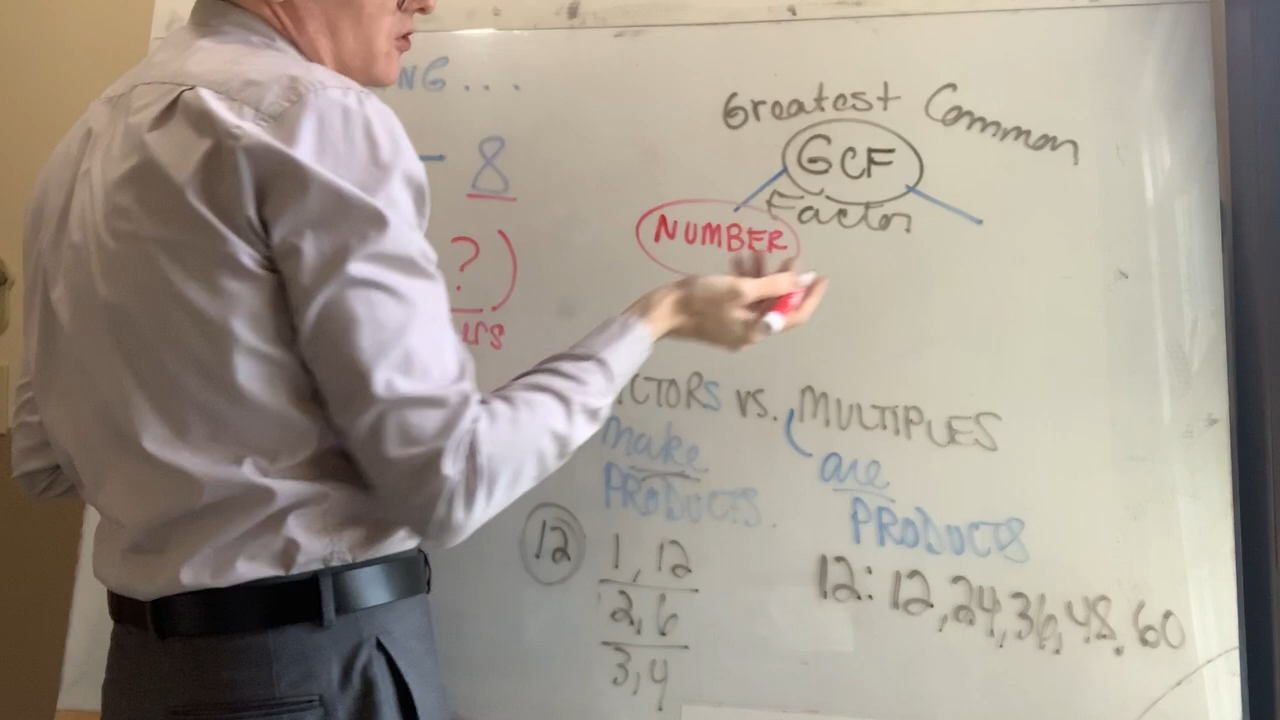 NG...
- 8
?)
Greatest Common
GCF
Factor
NUMBER
CTORS vs. MULTIPLES
make
PRODUCTS.
are
PRODUCTS
12
1, 12
2, 6
3, 4
12: 12, 24, 36, 48, 60